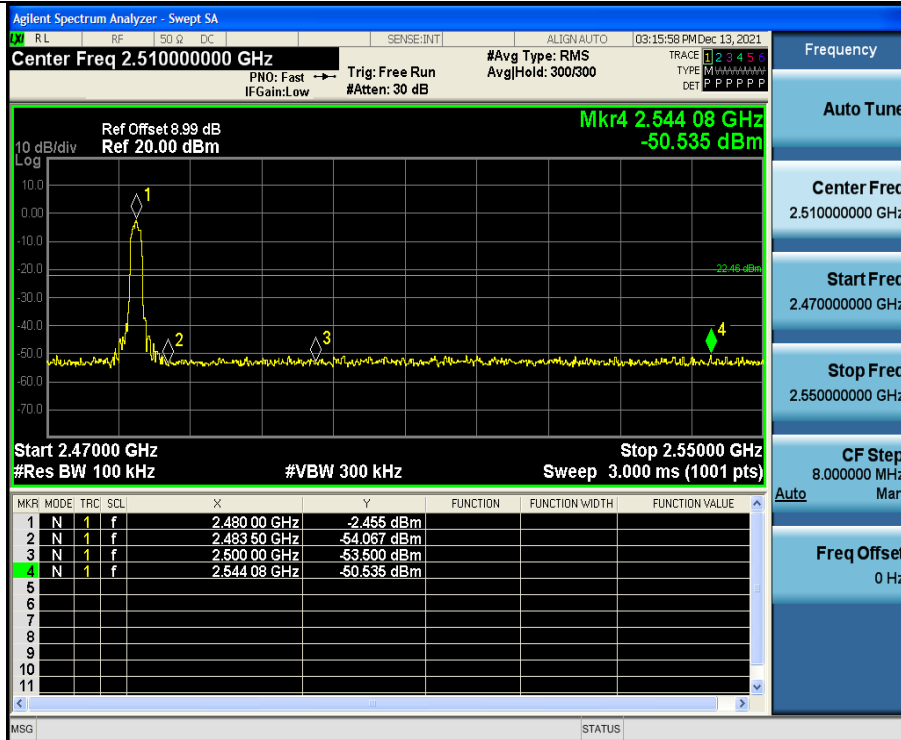 Agilent Spectrum Analyzer - Swept SA
LXI RL RF 50 Ω DC SENSE:INT ALIGN AUTO 03:15:58 PM Dec 13, 2021
Center Freq 2.510000000 GHz
PNO: Fast
IFGain:Low
Trig: Free Run
#Atten: 30 dB
#Avg Type: RMS
Avg|Hold: 300/300
TRACE 1 2 3 4 5 6
TYPE M
DET P P P P P P
Frequency
Auto Tune
Center Freq
2.510000000 GHz
Start Freq
2.470000000 GHz
Stop Freq
2.550000000 GHz
CF Step
8.000000 MHz
Auto Man
Freq Offset
0 Hz
Mkr4 2.544 08 GHz
-50.535 dBm
Ref Offset 8.99 dB
10 dB/div Ref 20.00 dBm
Log
10.0
0.00
-10.0
-20.0
-30.0
-40.0
-50.0
-60.0
-70.0
1
2
3
4
-22.46 dBm
Start 2.47000 GHz Stop 2.55000 GHz
#Res BW 100 kHz #VBW 300 kHz Sweep 3.000 ms (1001 pts)
MKR MODE TRC SCL X Y FUNCTION FUNCTION WIDTH FUNCTION VALUE
1 N 1 f 2.480 00 GHz -2.455 dBm
2 N 1 f 2.483 50 GHz -54.067 dBm
3 N 1 f 2.500 00 GHz -53.500 dBm
4 N 1 f 2.544 08 GHz -50.535 dBm
5
6
7
8
9
10
11
MSG STATUS